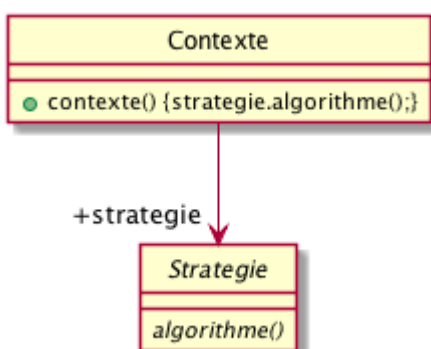 Contexte
contexte() {strategie.algorithme();}
+strategie
Strategie
algorithme()